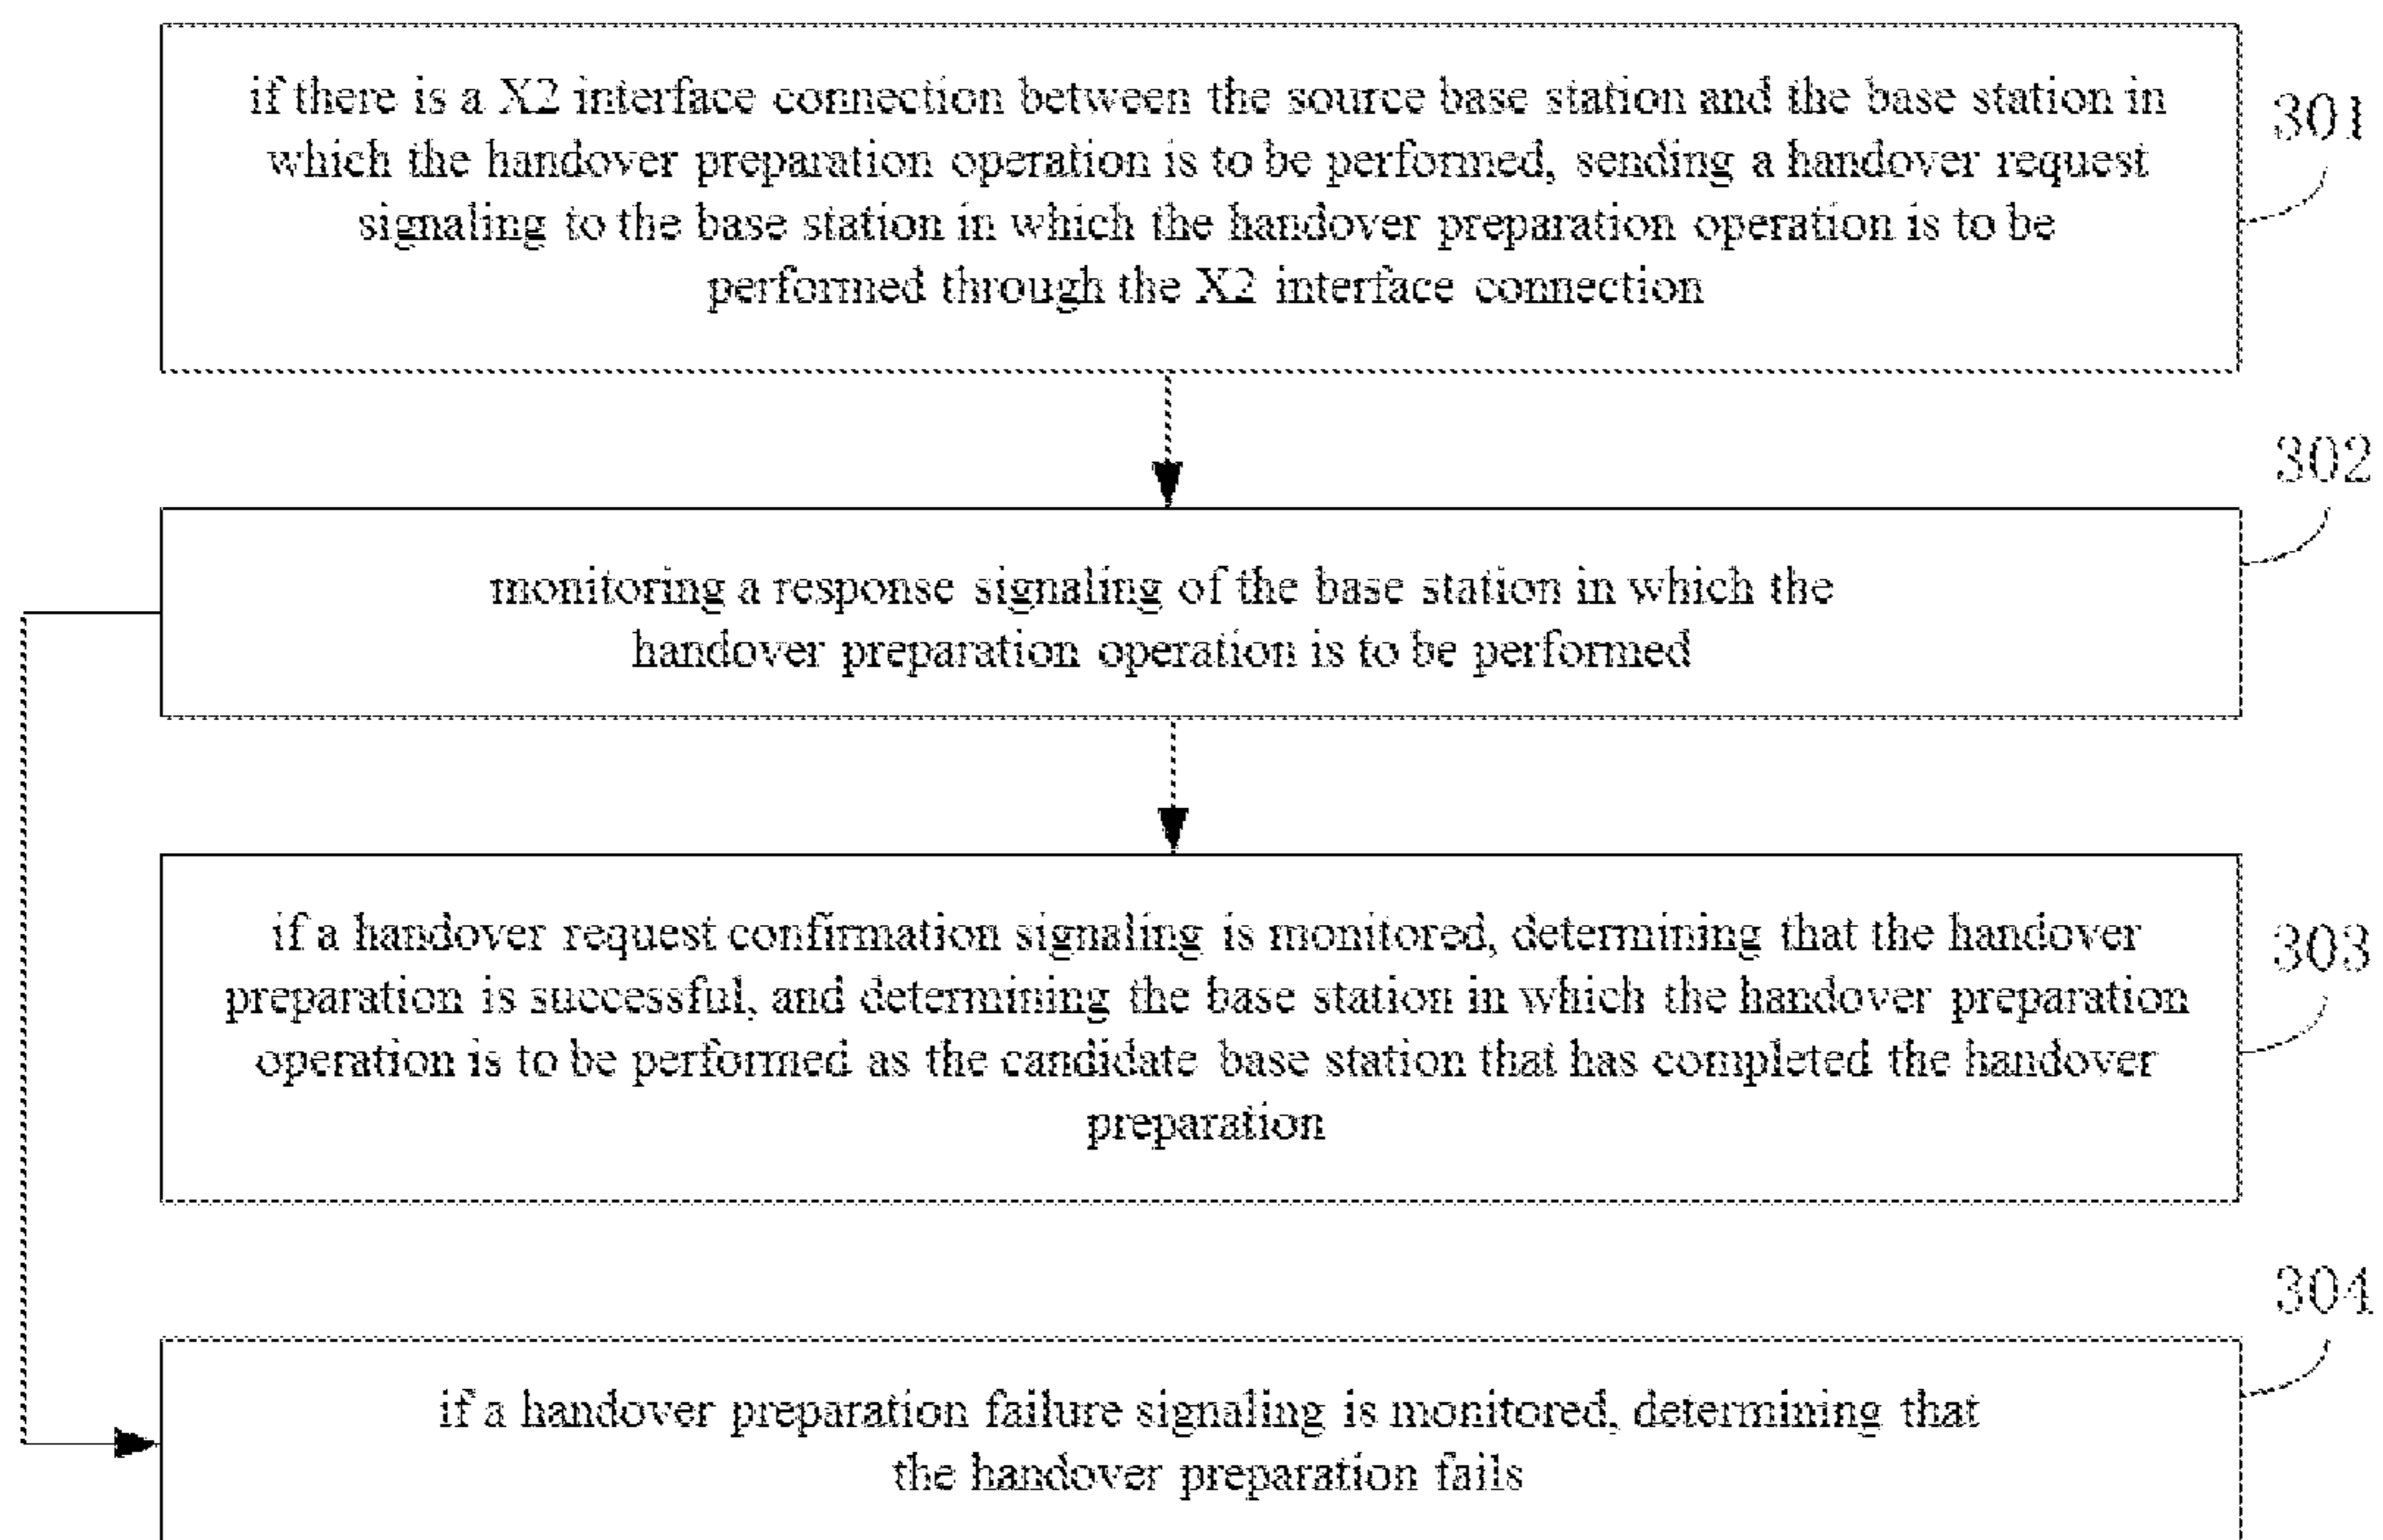 if there is a X2 interface connection between the source base station and the base station in
which the handover preparation operation is to be performed, sending a handover request
signaling to the base station in which the handover preparation operation is to be
performed through the X2 interface connection
301
302
monitoring a response signaling of the base station in which the
handover preparation operation is to be performed
if a handover request confirmation signaling is monitored, determining that the handover
preparation is successful, and determining the base station in which the handover preparation
operation is to be performed as the candidate base station that has completed the handover
preparation
303
304
if a handover preparation failure signaling is monitored, determining that
the handover preparation fails